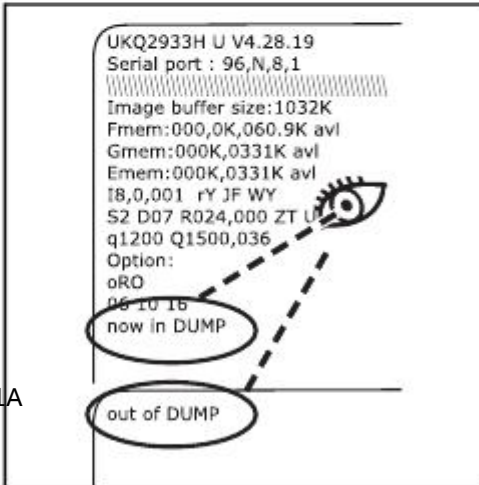 UKQ2933H U V4.28.19
Serial port : 96,N,8,1
\\\\\\\\\\\\\\\\\\\\\\\\\\\\\\\\\\\\\\\\\\\\\\\\
Image buffer size:1032K
Fmem:000,0K,060.9K avl
Gmem:000K,0331K avl
Emem:000K,0331K avl
I8,0,001 rY JF WY
S2 D07 R024,000 ZT U
q1200 Q1500,036
Option:
oRO
06 10 16
now in DUMP
out of DUMP